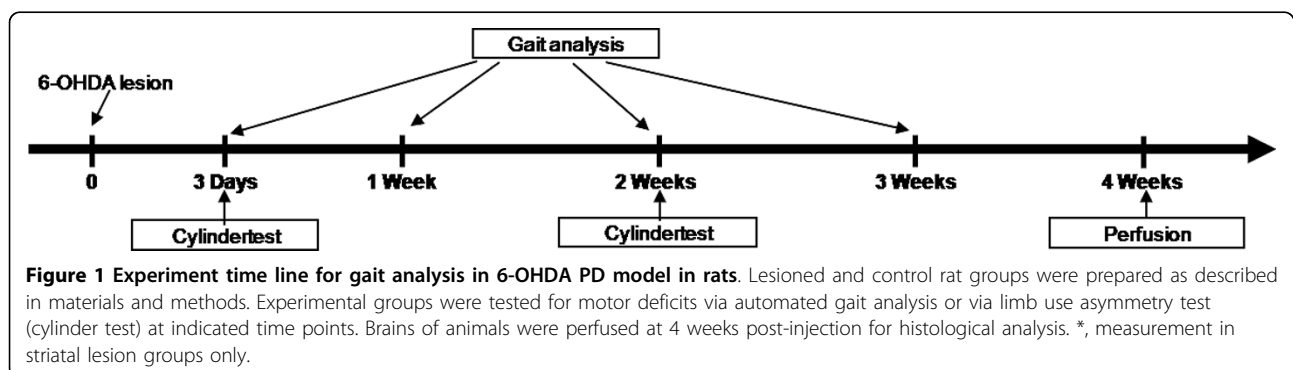 Gait analysis
6-OHDA lesion
0
3 Days
1 Week
2 Weeks
3 Weeks
4 Weeks
Cylindertest
Cylindertest
Perfusion
Figure 1 Experiment time line for gait analysis in 6-OHDA PD model in rats. Lesioned and control rat groups were prepared as described
in materials and methods. Experimental groups were tested for motor deficits via automated gait analysis or via limb use asymmetry test
(cylinder test) at indicated time points. Brains of animals were perfused at 4 weeks post-injection for histological analysis. *, measurement in
striatal lesion groups only.